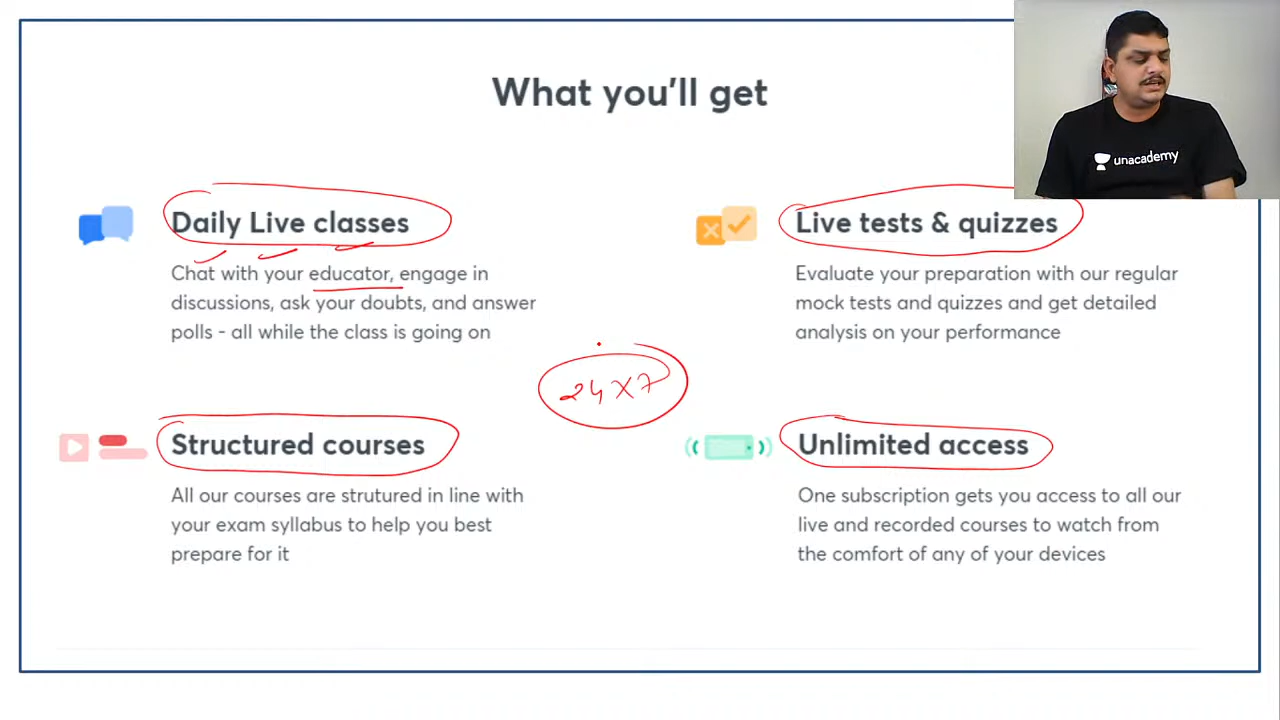 What you'll get
unacademy
Daily Live classes
Chat with your educator, engage in
discussions, ask your doubts, and answer
polls - all while the class is going on
Live tests & quizzes
Evaluate your preparation with our regular
mock tests and quizzes and get detailed
analysis on your performance
24X7
Structured courses
All our courses are strutured in line with
your exam syllabus to help you best
prepare for it
Unlimited access
One subscription gets you access to all our
live and recorded courses to watch from
the comfort of any of your devices